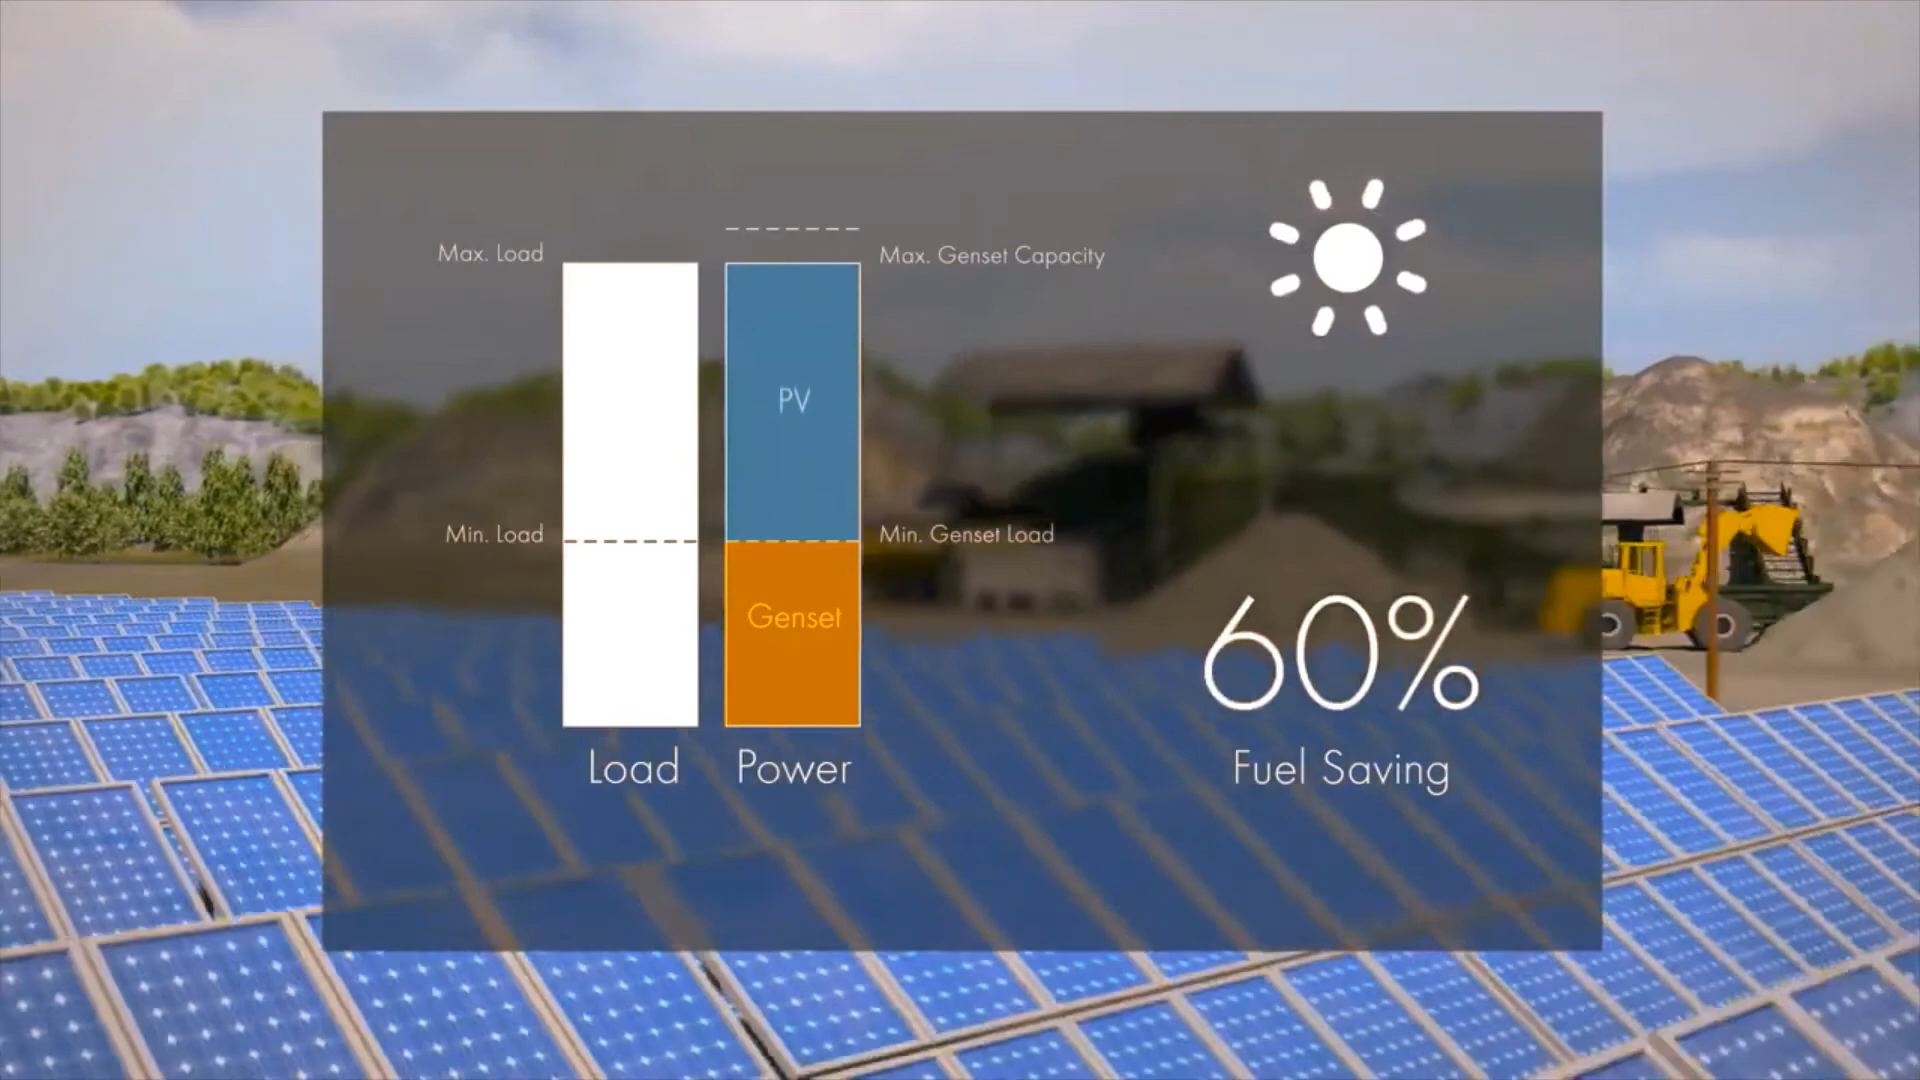 Max. Load
Max. Genset Capacity
PV
Min. Load
Min. Genset Load
Genset
60%
Load
Power
Fuel Saving